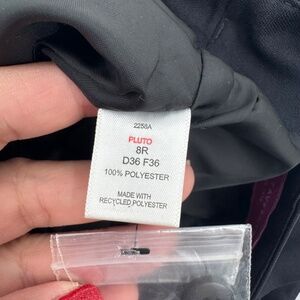 2258A
PLUTO
8R
D36 F36
100% POLYESTER
MADE WITH
RECYCLED POLYESTER